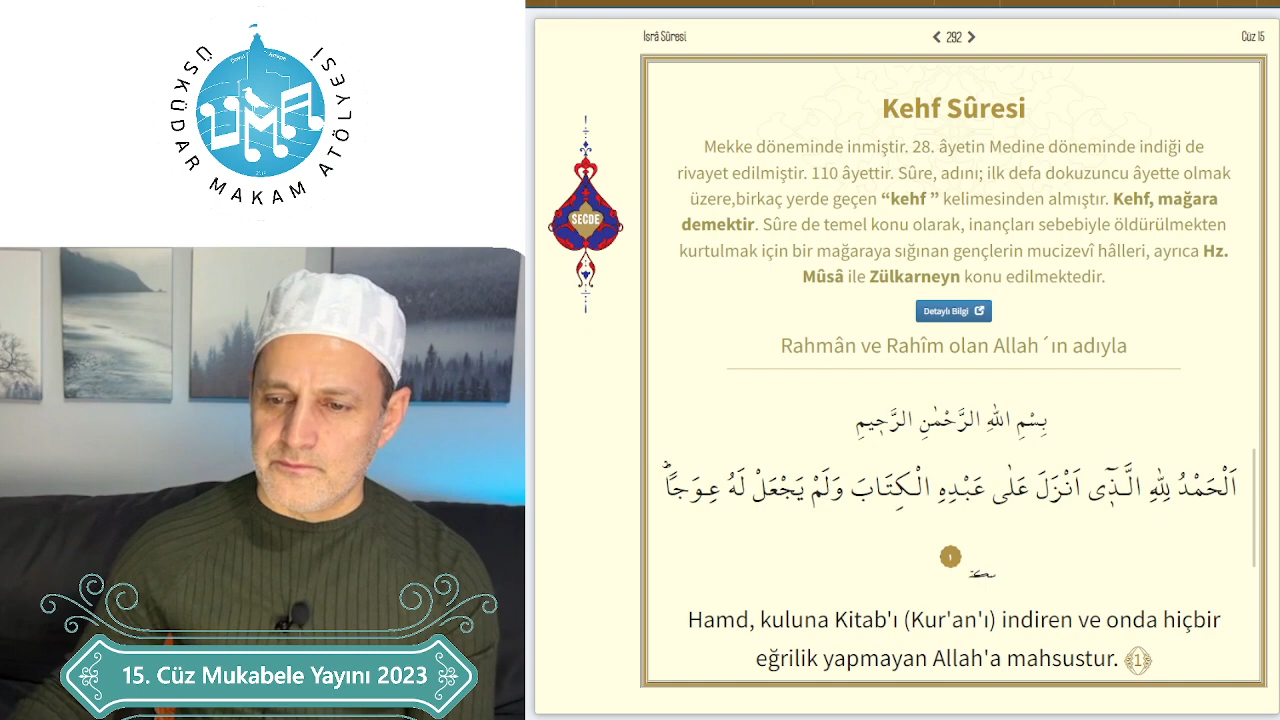 ÜSKÜDAR MAKAM ATÖLYESİ
15. Cüz Mukabele Yayını 2023
İsrâ Sûresi
292
Cüz 15
SECDE
Kehf Sûresi
Mekke döneminde inmiştir. 28. âyetin Medine döneminde indiği de
rivayet edilmiştir. 110 âyettir. Sûre, adını; ilk defa dokuzuncu âyette olmak
üzere,birkaç yerde geçen “kehf ” kelimesinden almıştır. Kehf, mağara
demektir. Sûre de temel konu olarak, inançları sebebiyle öldürülmekten
kurtulmak için bir mağaraya sığınan gençlerin mucizevî hâlleri, ayrıca Hz.
Mûsâ ile Zülkarneyn konu edilmektedir.
Detaylı Bilgi
Rahmân ve Rahîm olan Allah´ın adıyla
بِسْمِ اللهِ الرَّحْمٰنِ الرَّحِيمِ
اَلْحَمْدُ لِلهِ الَّذ۪ٓى اَنْزَلَ عَلٰى عَبْدِهِ الْكِتَابَ وَلَمْ يَجْعَلْ لَهُ عِوَجًاۜ
١
Hamd, kuluna Kitab'ı (Kur'an'ı) indiren ve onda hiçbir
eğrilik yapmayan Allah'a mahsustur. 1